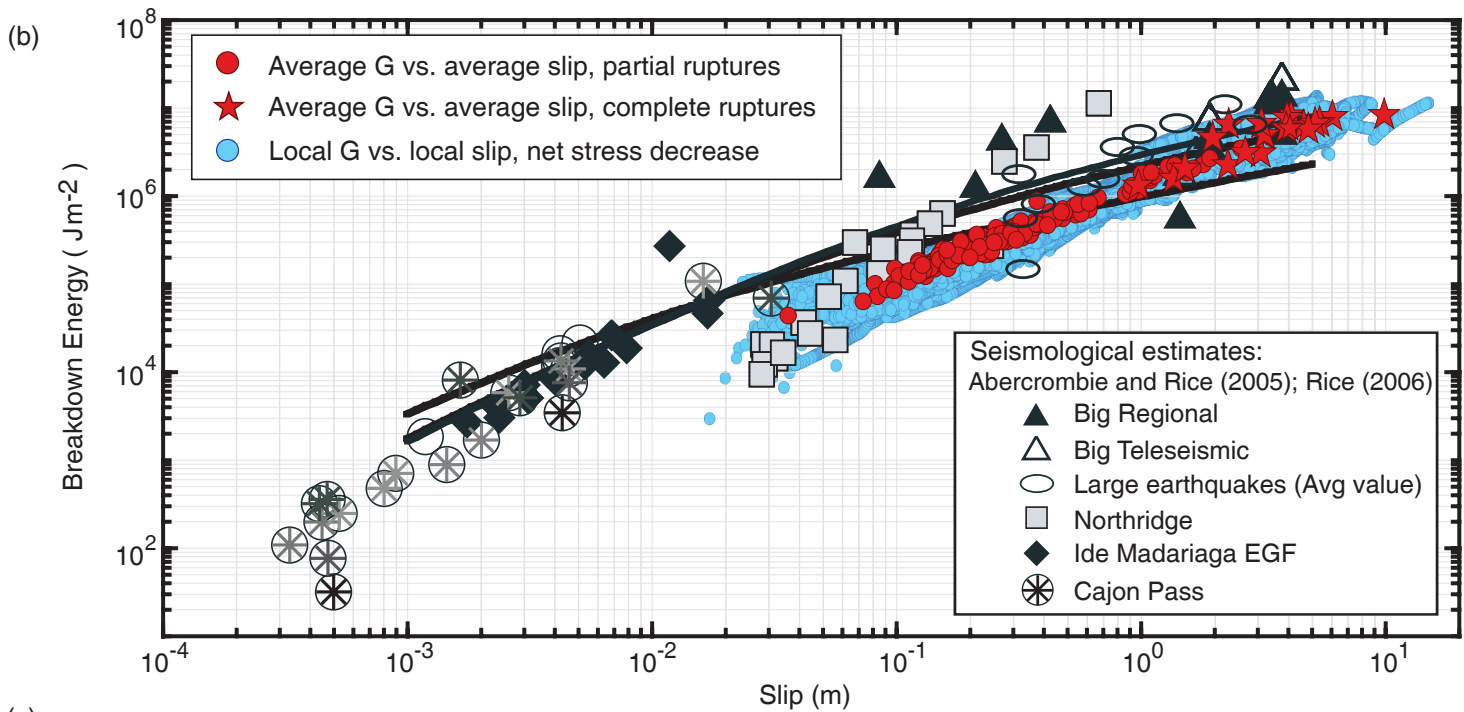 (b)
10^8
10^6
10^4
10^2
Breakdown Energy ( Jm^-2 )
Average G vs. average slip, partial ruptures
Average G vs. average slip, complete ruptures
Local G vs. local slip, net stress decrease
Seismological estimates:
Abercrombie and Rice (2005); Rice (2006)
Big Regional
Big Teleseismic
Large earthquakes (Avg value)
Northridge
Ide Madariaga EGF
Cajon Pass
10^-4 10^-3 10^-2 10^-1 10^0 10^1
Slip (m)